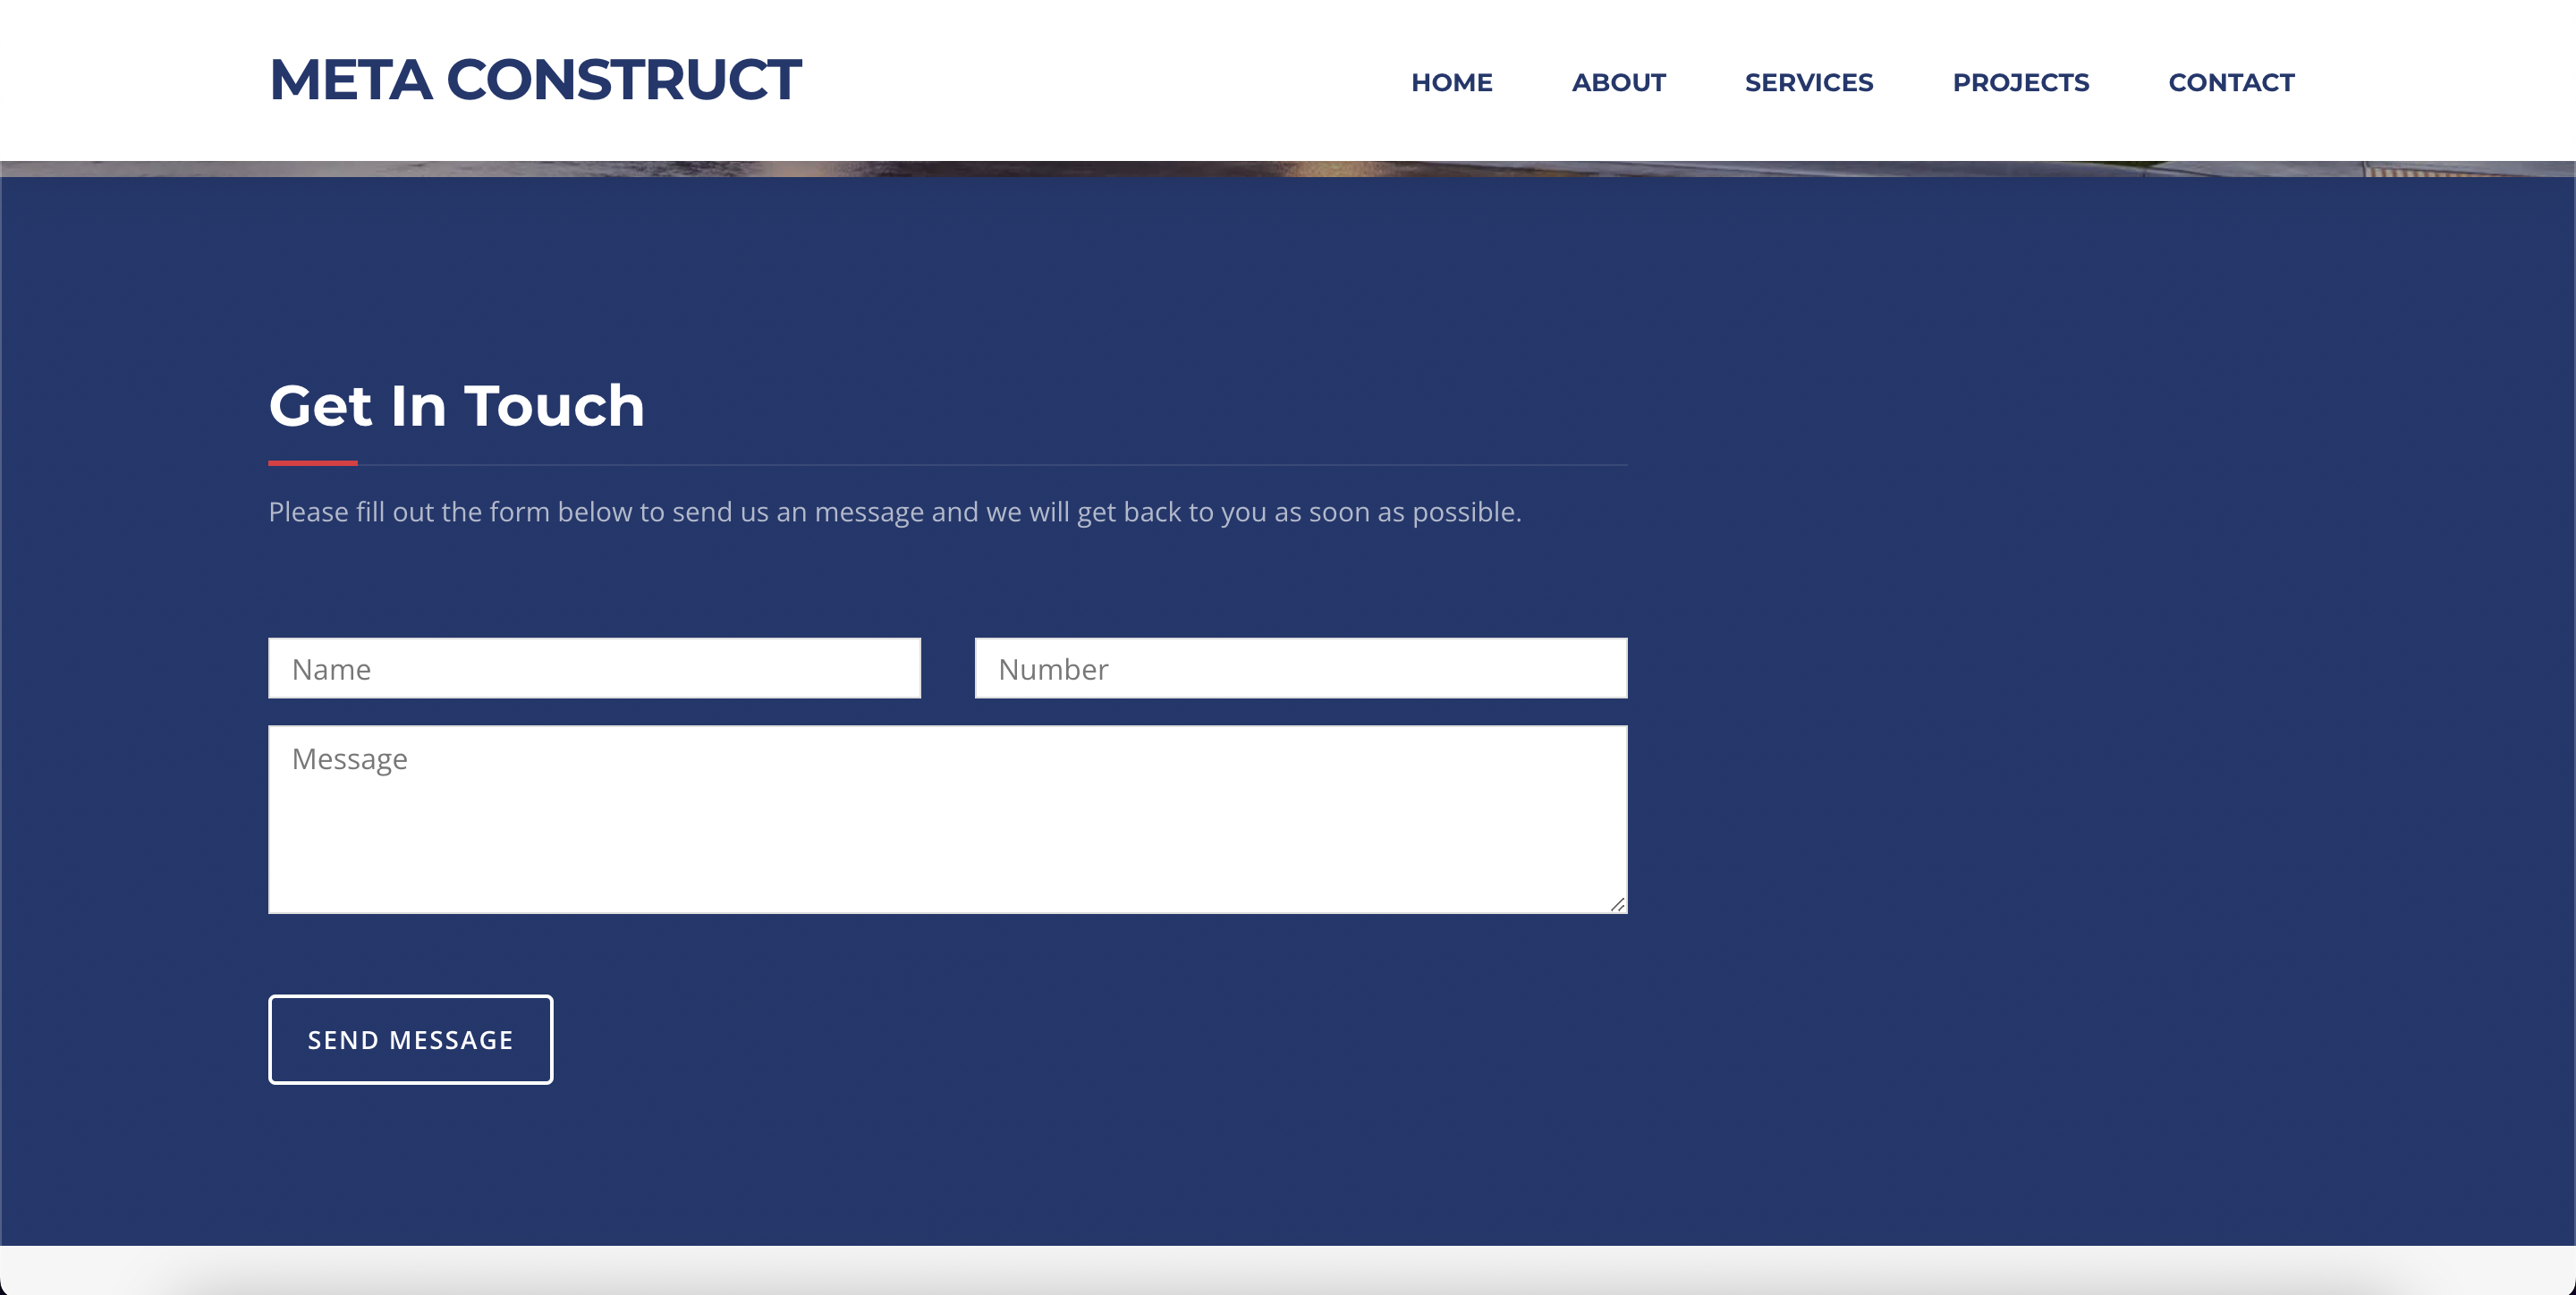 META CONSTRUCT
HOME ABOUT SERVICES PROJECTS CONTACT
Get In Touch
Please fill out the form below to send us an message and we will get back to you as soon as possible.
Name
Number
Message
SEND MESSAGE